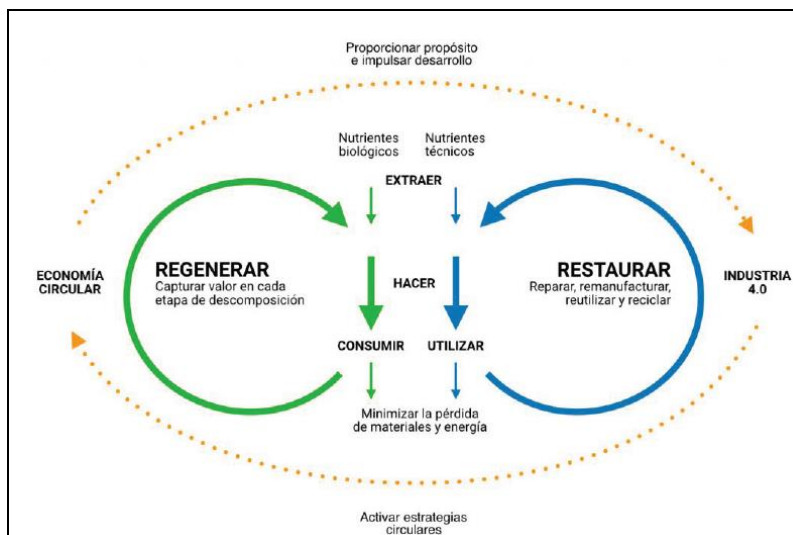 Proporcionar propósito
e impulsar desarrollo
Nutrientes
biológicos
Nutrientes
técnicos
EXTRAER
REGENERAR
Capturar valor en cada
etapa de descomposición
RESTAURAR
Reparar, remanufacturar,
reutilizar y reciclar
ECONOMÍA
CIRCULAR
HACER
INDUSTRIA
4.0
CONSUMIR
UTILIZAR
Minimizar la pérdida
de materiales y energía
Activar estrategias
circulares